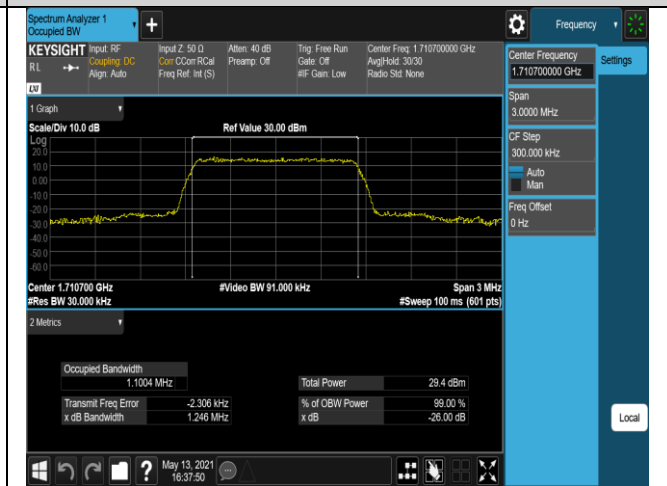 Spectrum Analyzer 1
Occupied BW
+
Frequency
KEYSIGHT
RL
LXI
Input: RF
Coupling: DC
Align: Auto
Input Z: 50 Ω
Corr CCorr RCal
Freq Ref: Int (S)
Atten: 40 dB
Preamp: Off
Trig: Free Run
Gate: Off
#IF Gain: Low
Center Freq: 1.710700000 GHz
Avg|Hold: 30/30
Radio Std: None
Center Frequency
1.710700000 GHz
Settings
Span
3.0000 MHz
CF Step
300.000 kHz
Auto
Man
Freq Offset
0 Hz
Local
1 Graph
Scale/Div 10.0 dB
Ref Value 30.00 dBm
Log
20.0
10.0
0.00
-10.0
-20.0
-30.0
-40.0
-50.0
-60.0
Center 1.710700 GHz
#Video BW 91.000 kHz
Span 3 MHz
#Res BW 30.000 kHz
#Sweep 100 ms (601 pts)
2 Metrics
Occupied Bandwidth
1.1004 MHz
Total Power
29.4 dBm
Transmit Freq Error
-2.306 kHz
% of OBW Power
99.00 %
x dB Bandwidth
1.246 MHz
x dB
-26.00 dB
?
May 13, 2021
16:37:50